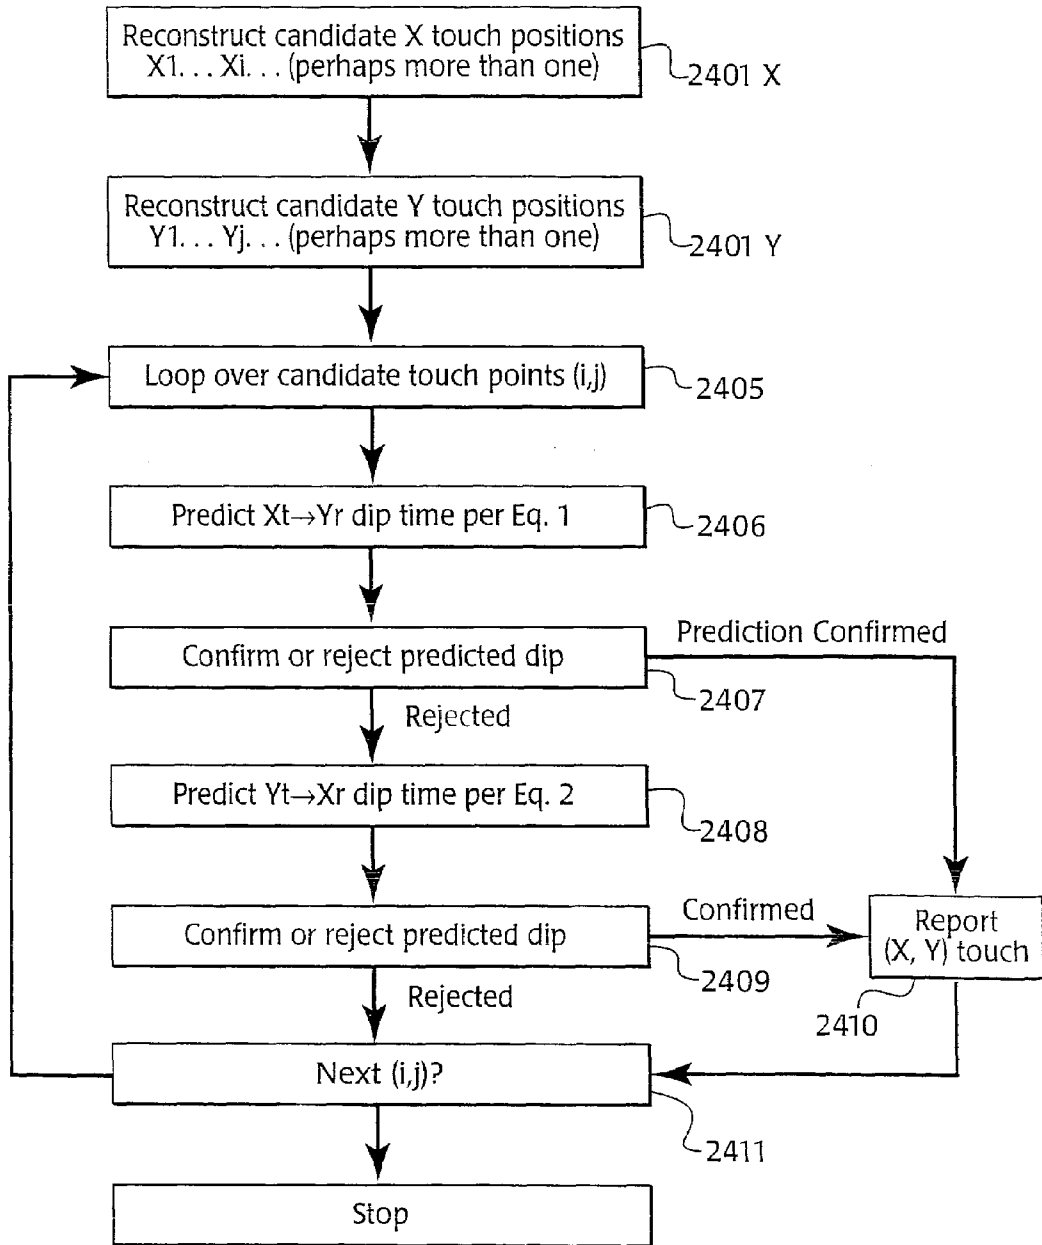 Reconstruct candidate X touch positions
X1. . . Xi. . . (perhaps more than one)
2401 X
Reconstruct candidate Y touch positions
Y1. . . Yj. . . (perhaps more than one)
2401 Y
Loop over candidate touch points (i,j)
2405
Predict Xt→Yr dip time per Eq. 1
2406
Confirm or reject predicted dip
Prediction Confirmed
2407
Rejected
Predict Yt→Xr dip time per Eq. 2
2408
Confirm or reject predicted dip
Confirmed
2409
Report
(X, Y) touch
2410
Rejected
Next (i,j)?
2411
Stop